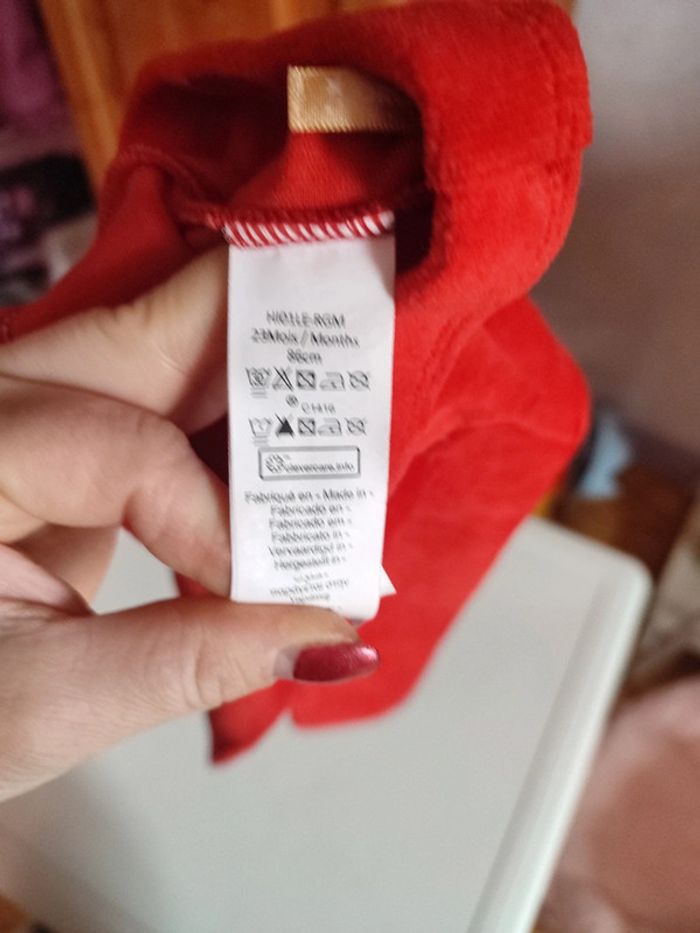 23Mois / Months
86cm
C1416
clevercare.info
Fabriqué en - Made in -
Fabricado en -
Fabricado em -
Fabbricato in -
Vervaardigd in -
Hergestellt in -